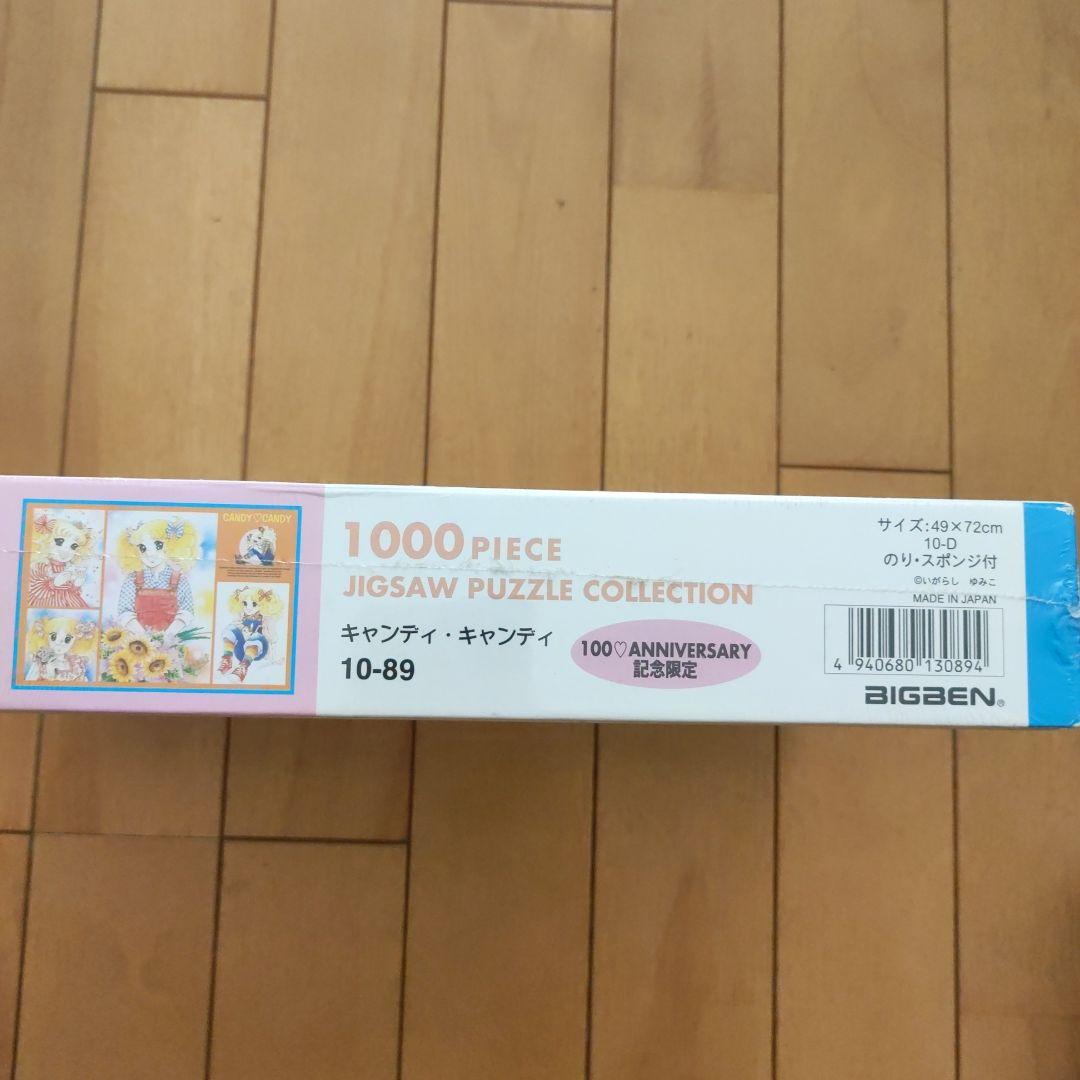 CANDY♡CANDY
1000 PIECE
JIGSAW PUZZLE COLLECTION
キャンディ・キャンディ
10-89
100♡ANNIVERSARY
記念限定
サイズ:49×72cm
10-D
のり・スポンジ付
©いがらし ゆみこ
MADE IN JAPAN
4 940680 130894
BIGBEN®